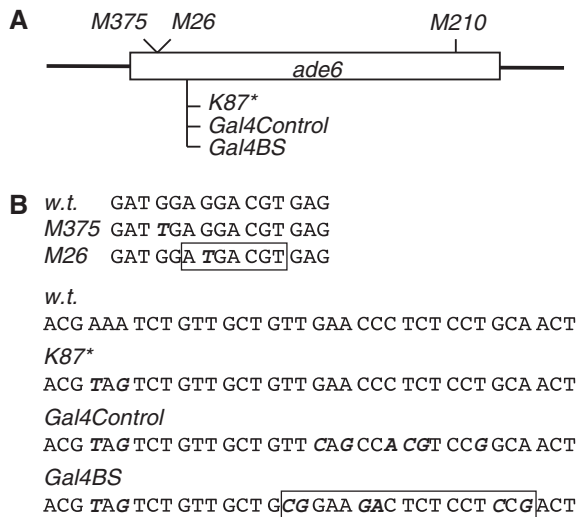 A
M375 M26 M210
ade6
K87*
Gal4Control
Gal4BS
B
w.t. GAT GGA GGA CGT GAG
M375 GAT TGA GGA CGT GAG
M26 GAT GGA TGA CGT GAG
w.t.
ACG AAA TCT GTT GCT GTT GAA CCC TCT CCT GCA ACT
K87*
ACG TAG TCT GTT GCT GTT GAA CCC TCT CCT GCA ACT
Gal4Control
ACG TAG TCT GTT GCT GTT CAG CCA CGT CCG GCA ACT
Gal4BS
ACG TAG TCT GTT GCT GCG GAA GAC TCT CCT CCG ACT